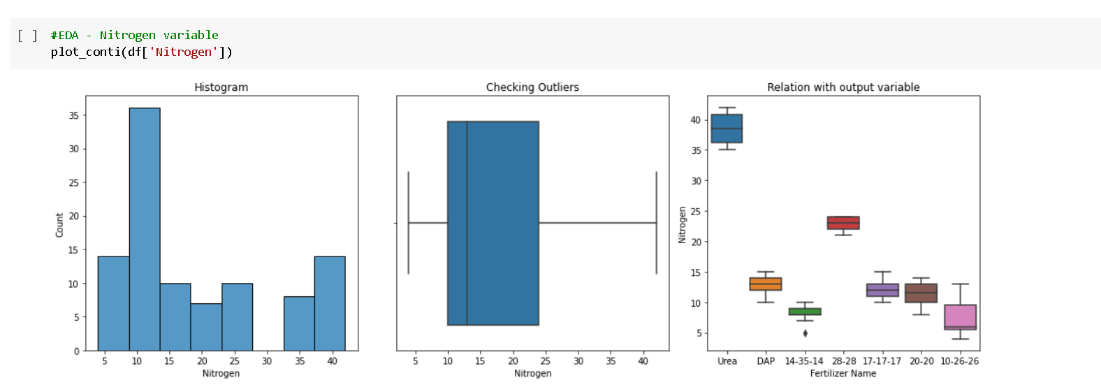 [ ] #EDA - Nitrogen variable
plot_conti(df['Nitrogen'])
Histogram
35
30
25
20
15
10
5
0
Count
5 10 15 20 25 30 35 40
Nitrogen
Checking Outliers
5 10 15 20 25 30 35 40
Nitrogen
Relation with output variable
40
35
30
25
20
15
10
5
Nitrogen
Urea DAP 14-35-14 28-28 17-17-17 20-20 10-26-26
Fertilizer Name